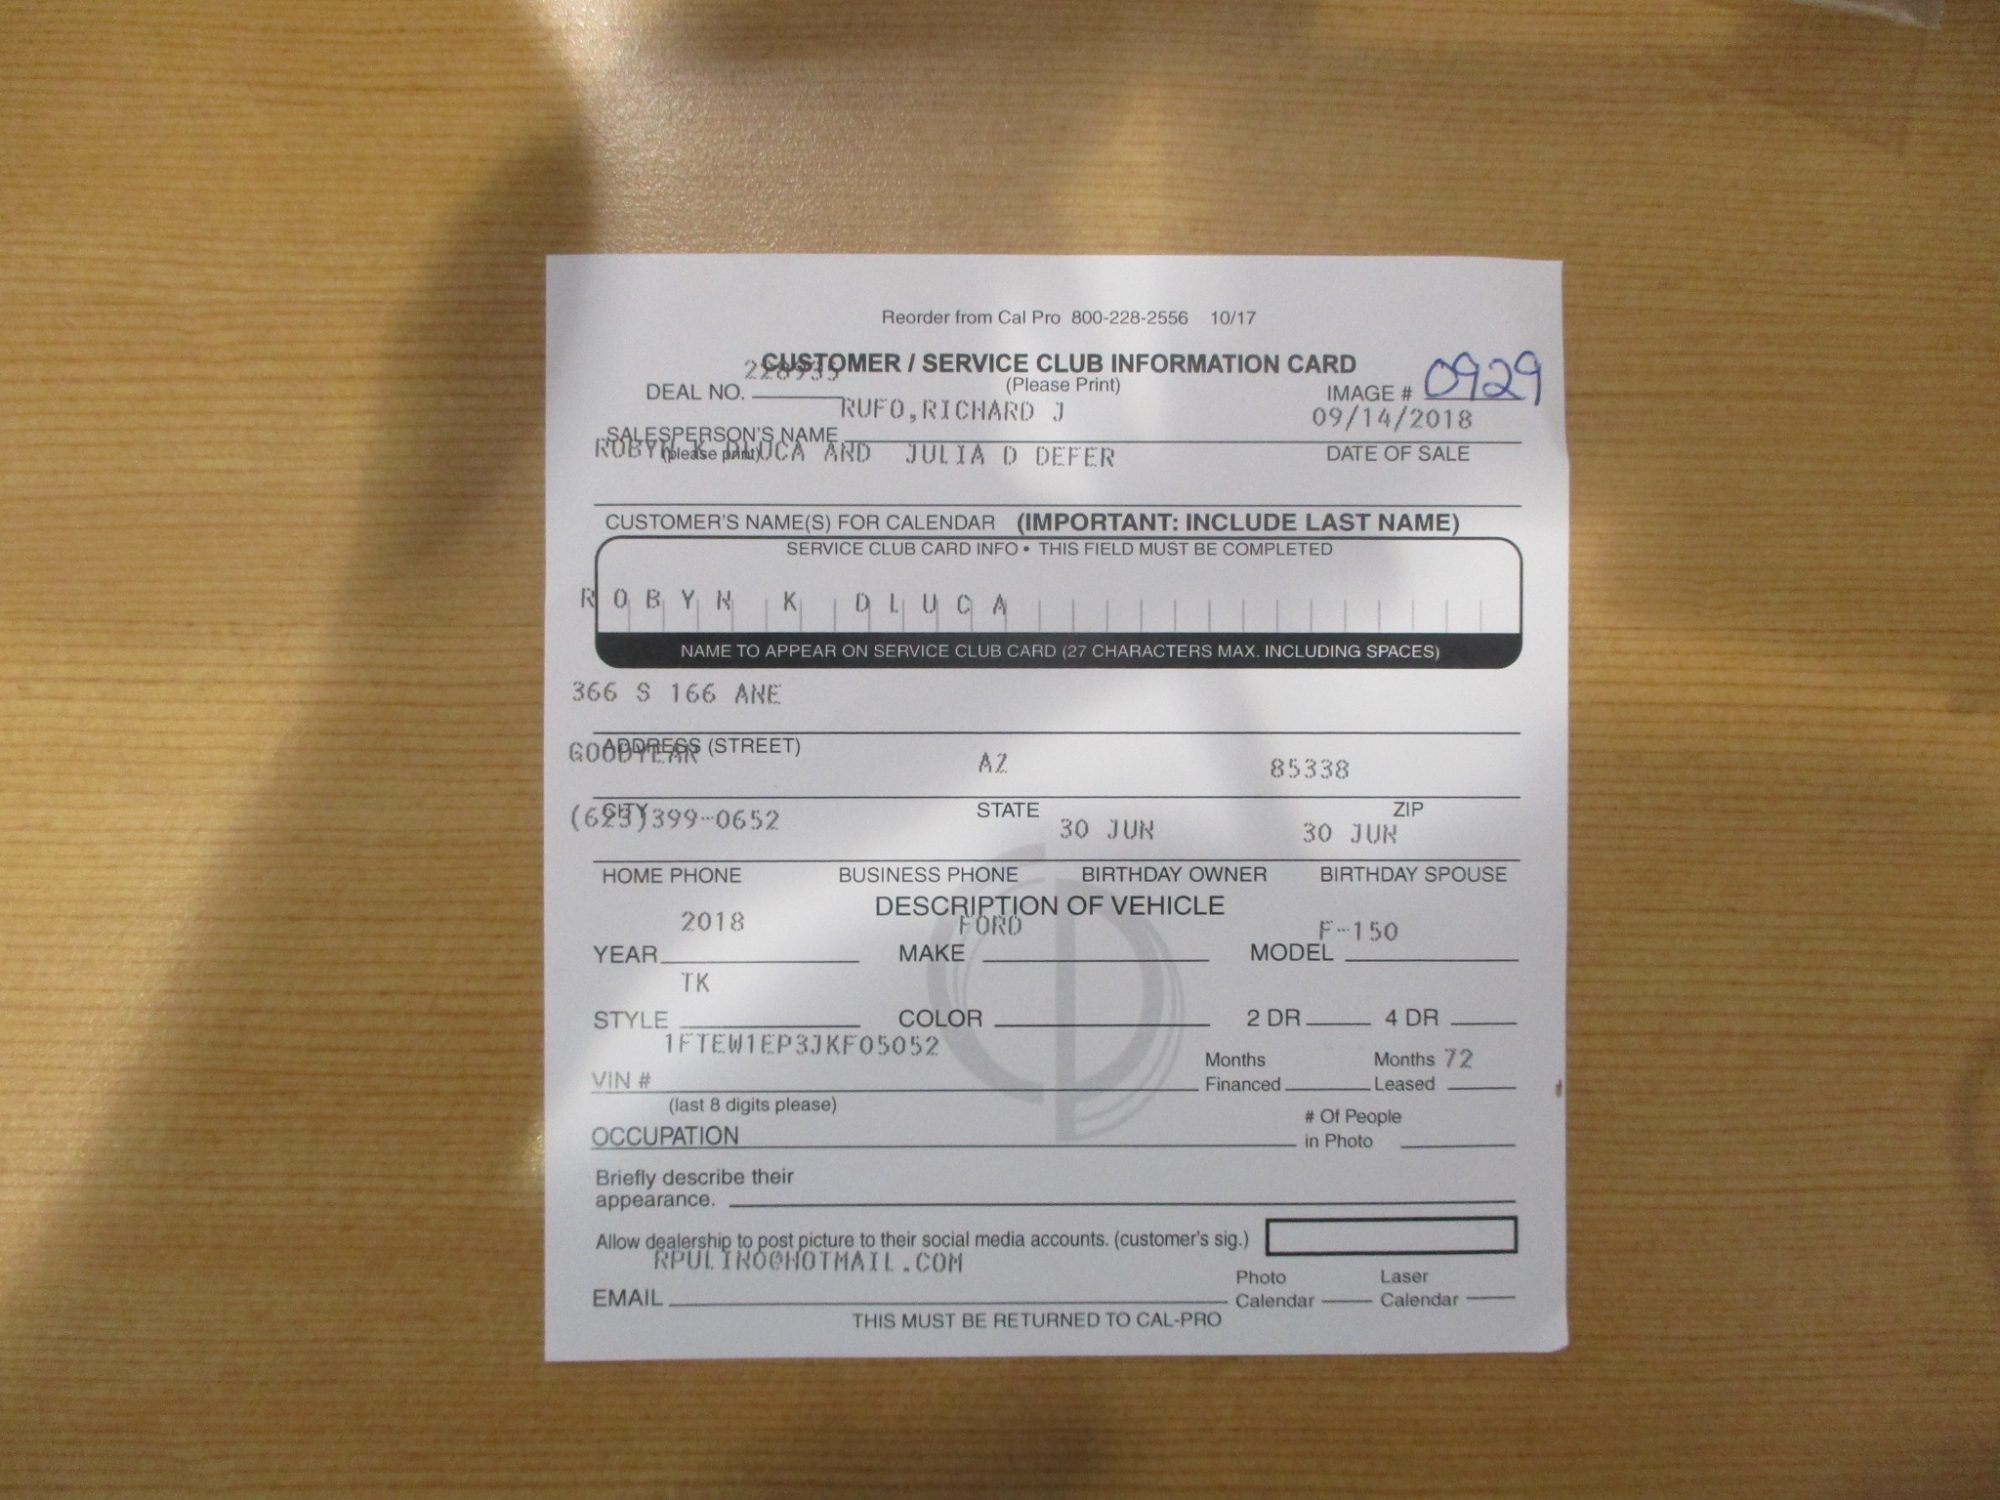 Reorder from Cal Pro 800-228-2556 10/17
228935
CUSTOMER / SERVICE CLUB INFORMATION CARD
(Please Print)
DEAL NO.
IMAGE # 0929
RUFO,RICHARD J
09/14/2018
SALESPERSON'S NAME
(please print)
ROBYN K DLUCA AND JULIA D DEFER
DATE OF SALE
CUSTOMER'S NAME(S) FOR CALENDAR (IMPORTANT: INCLUDE LAST NAME)
SERVICE CLUB CARD INFO • THIS FIELD MUST BE COMPLETED
ROBYN K DLUCA
NAME TO APPEAR ON SERVICE CLUB CARD (27 CHARACTERS MAX. INCLUDING SPACES)
366 S 166 ANE
ADDRESS (STREET)
GOODYEAR AZ 85338
CITY STATE ZIP
(623)399-0652 30 JUN 30 JUN
HOME PHONE BUSINESS PHONE BIRTHDAY OWNER BIRTHDAY SPOUSE
DESCRIPTION OF VEHICLE
2018 FORD F-150
YEAR MAKE MODEL
TK
STYLE COLOR 2 DR 4 DR
1FTEW1EP3JKF05052
VIN #
(last 8 digits please)
Months Financed
Months Leased 72
OCCUPATION
# Of People in Photo
Briefly describe their
appearance.
Allow dealership to post picture to their social media accounts. (customer's sig.)
RPULINO@HOTMAIL.COM
EMAIL
Photo Calendar
Laser Calendar
THIS MUST BE RETURNED TO CAL-PRO